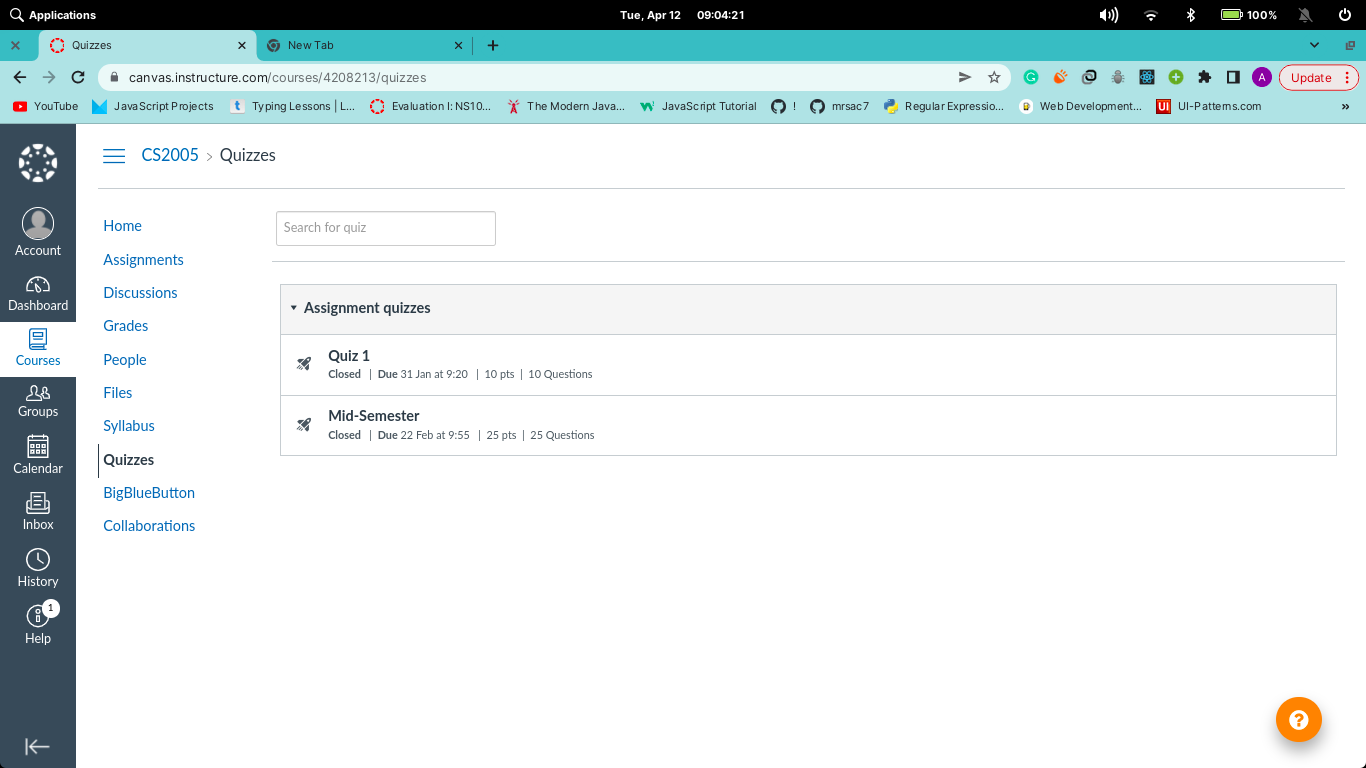 Applications
Tue, Apr 12 09:04:21
100%
Quizzes
New Tab
canvas.instructure.com/courses/4208213/quizzes
A
Update
YouTube
JavaScript Projects
t Typing Lessons | L...
Evaluation I: NS10...
The Modern Java...
JavaScript Tutorial
!
mrsac7
Regular Expressio...
Web Development...
UI UI-Patterns.com
»
CS2005 > Quizzes
Account
Dashboard
Courses
Groups
Calendar
Inbox
History
1
Help
Home
Assignments
Discussions
Grades
People
Files
Syllabus
Quizzes
BigBlueButton
Collaborations
Search for quiz
Assignment quizzes
Quiz 1
Closed | Due 31 Jan at 9:20 | 10 pts | 10 Questions
Mid-Semester
Closed | Due 22 Feb at 9:55 | 25 pts | 25 Questions
?